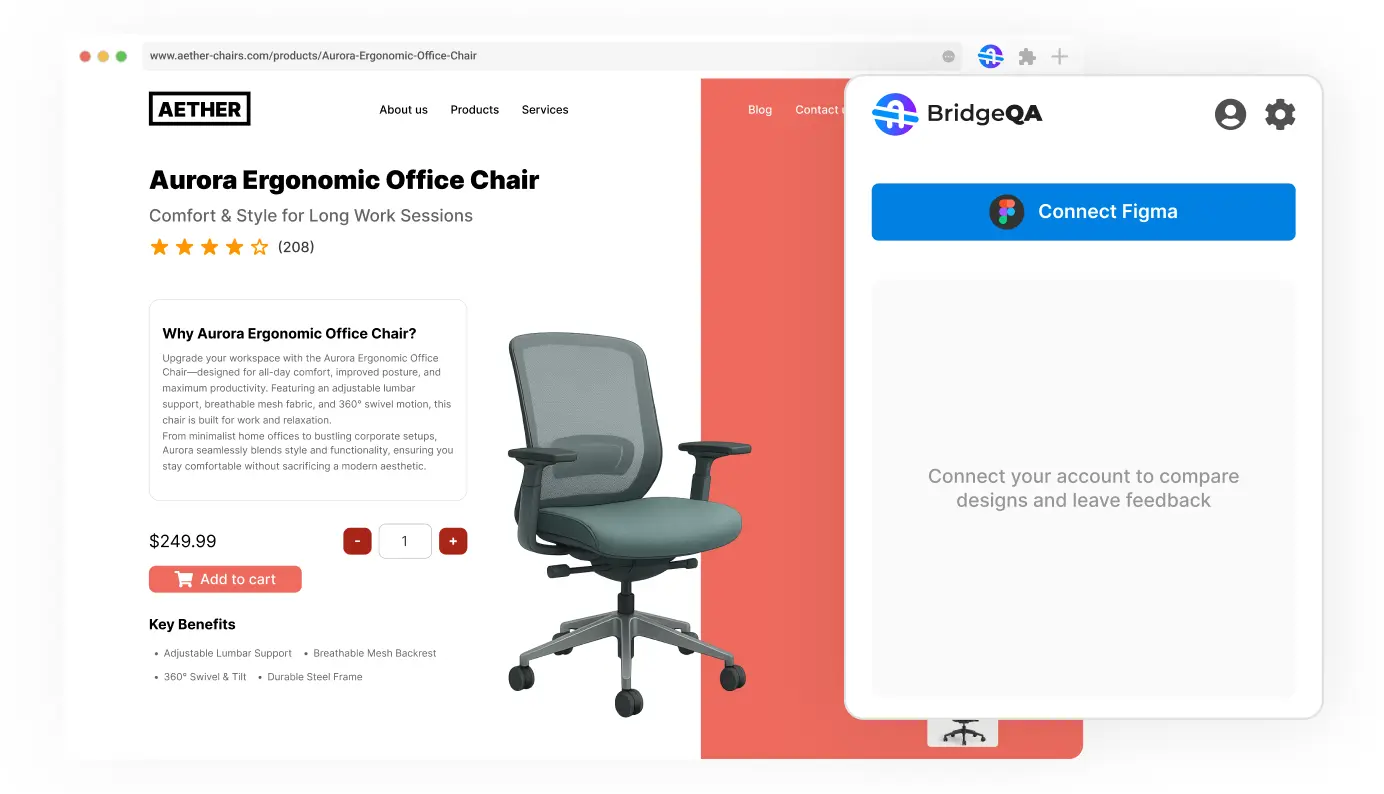 www.aether-chairs.com/products/Aurora-Ergonomic-Office-Chair
AETHER
About us
Products
Services
Blog
Contact
Aurora Ergonomic Office Chair
Comfort & Style for Long Work Sessions
(208)
Why Aurora Ergonomic Office Chair?
Upgrade your workspace with the Aurora Ergonomic Office
Chair—designed for all-day comfort, improved posture, and
maximum productivity. Featuring an adjustable lumbar
support, breathable mesh fabric, and 360° swivel motion, this
chair is built for work and relaxation.
From minimalist home offices to bustling corporate setups,
Aurora seamlessly blends style and functionality, ensuring you
stay comfortable without sacrificing a modern aesthetic.
$249.99
-
1
+
Add to cart
Key Benefits
• Adjustable Lumbar Support • Breathable Mesh Backrest
• 360° Swivel & Tilt • Durable Steel Frame
BridgeQA
Connect Figma
Connect your account to compare
designs and leave feedback